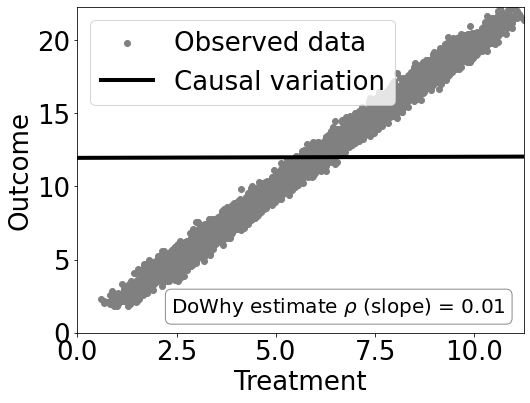 Observed data
Causal variation
20
15
10
5
0
Outcome
DoWhy estimate ρ (slope) = 0.01
0.0 2.5 5.0 7.5 10.0
Treatment